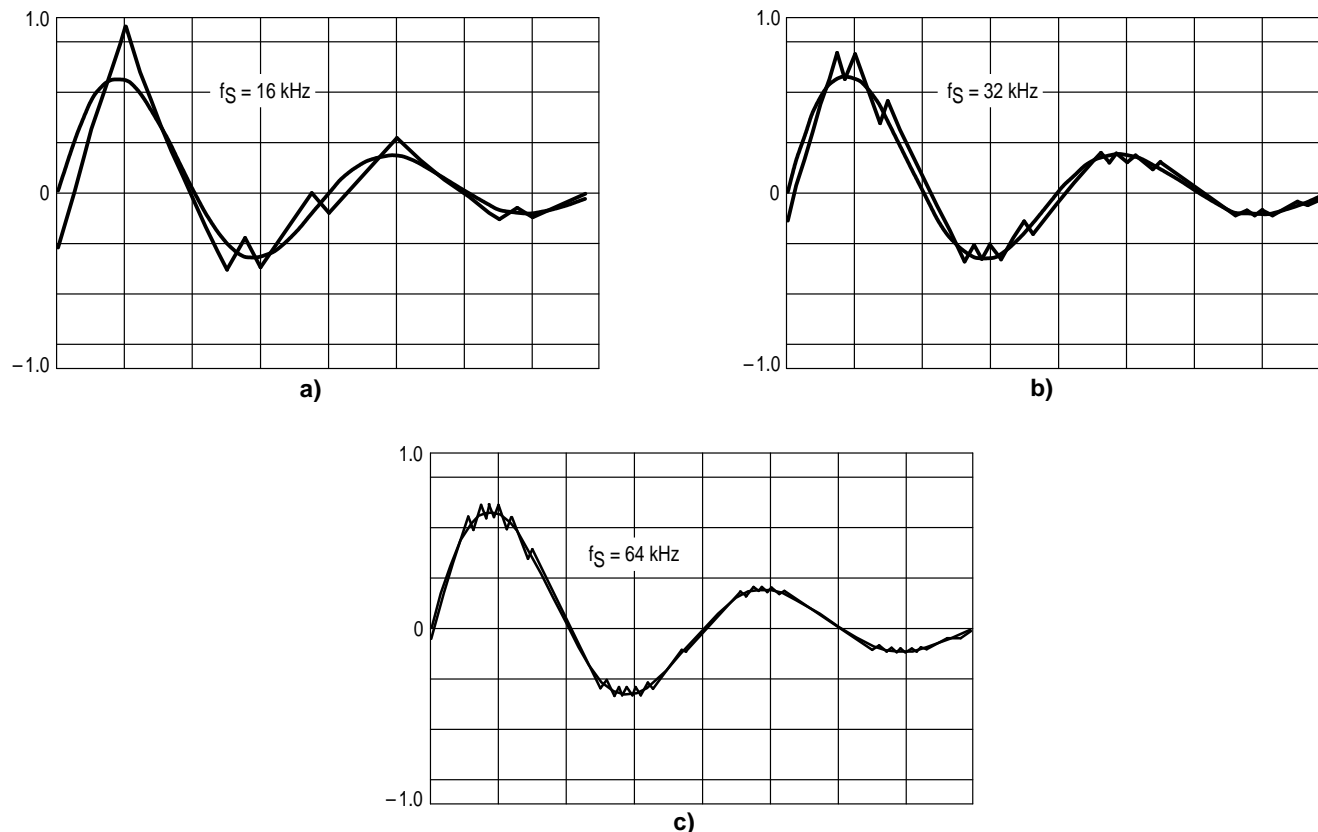 1.0
fS = 16 kHz
0
–1.0
a)
1.0
fS = 32 kHz
0
–1.0
b)
1.0
fS = 64 kHz
0
–1.0
c)